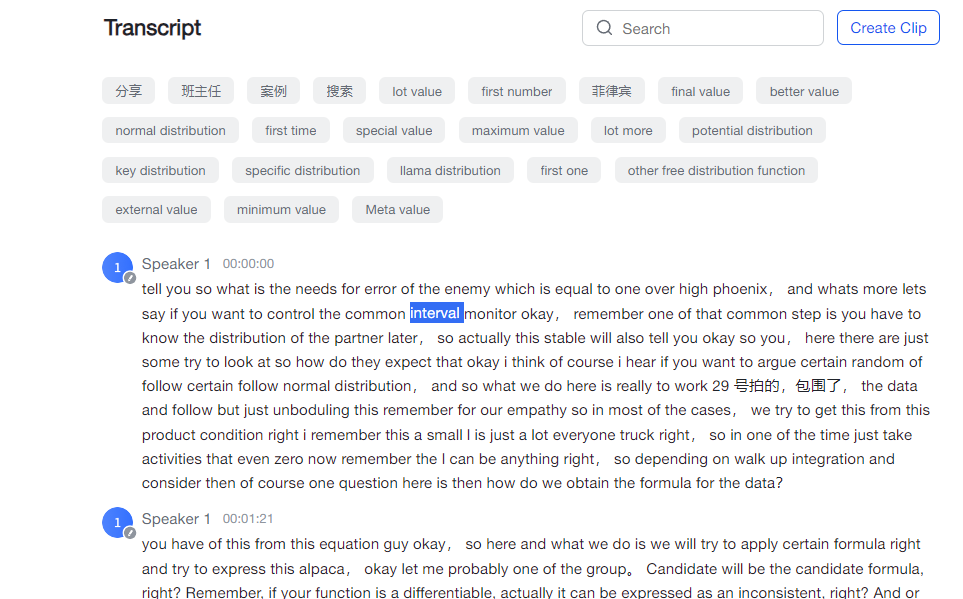 Transcript
Search
Create Clip
分享 班主任 案例 搜索 lot value first number 菲律宾 final value better value
normal distribution first time special value maximum value lot more potential distribution
key distribution specific distribution llama distribution first one other free distribution function
external value minimum value Meta value
1 Speaker 1 00:00:00
tell you so what is the needs for error of the enemy which is equal to one over high phoenix， and whats more lets
say if you want to control the common interval monitor okay， remember one of that common step is you have to
know the distribution of the partner later， so actually this stable will also tell you okay so you， here there are just
some try to look at so how do they expect that okay i think of course i hear if you want to argue certain random of
follow certain follow normal distribution， and so what we do here is really to work 29 号拍的，包围了， the data
and follow but just unboduling this remember for our empathy so in most of the cases， we try to get this from this
product condition right i remember this a small l is just a lot everyone truck right， so in one of the time just take
activities that even zero now remember the I can be anything right， so depending on walk up integration and
consider then of course one question here is then how do we obtain the formula for the data?
1 Speaker 1 00:01:21
you have of this from this equation guy okay， so here and what we do is we will try to apply certain formula right
and try to express this alpaca， okay let me probably one of the group。 Candidate will be the candidate formula,
right? Remember, if your function is a differentiable, actually it can be expressed as an inconsistent, right? And or